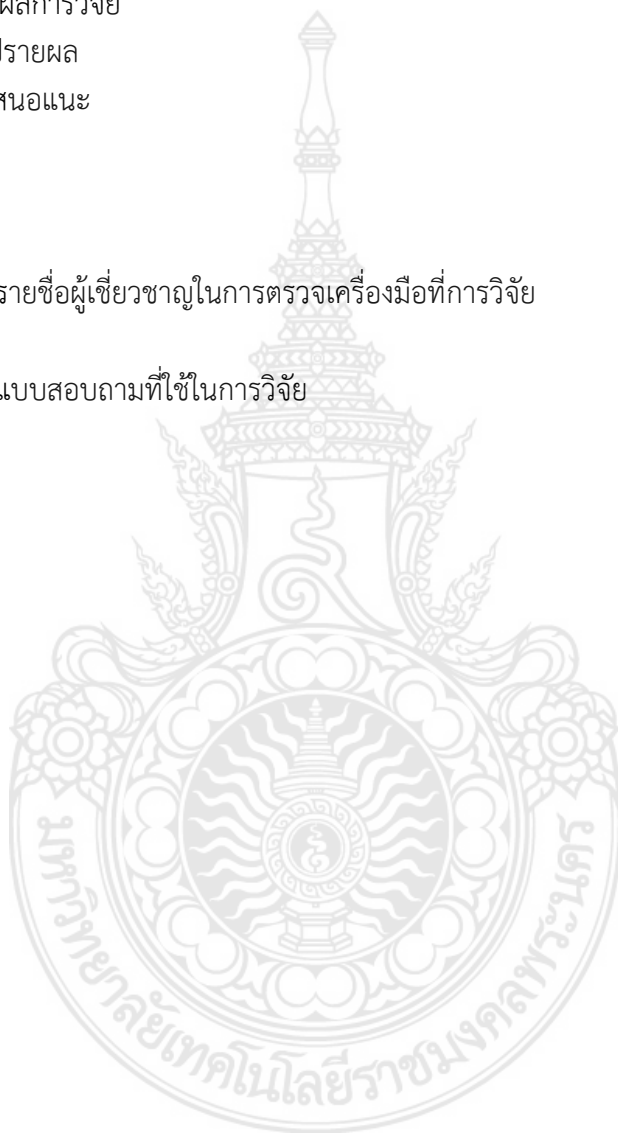 ผลการวิจัย
ปรายผล
สนอแนะ
รายชื่อผู้เชี่ยวชาญในการตรวจเครื่องมือที่การวิจัย
แบบสอบถามที่ใช้ในการวิจัย
มหาวิทยาลัยเทคโนโลยีราชมงคลพระนคร